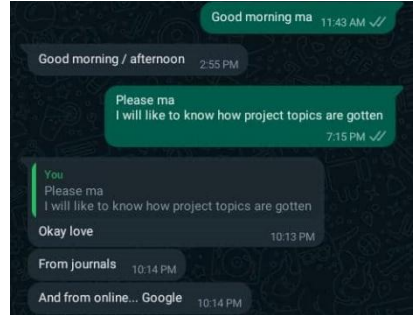 Good morning ma 11:43 AM
Good morning / afternoon 2:55 PM
Please ma
I will like to know how project topics are gotten
7:15 PM
You
Please ma
I will like to know how project topics are gotten
Okay love 10:13 PM
From journals 10:14 PM
And from online... Google 10:14 PM